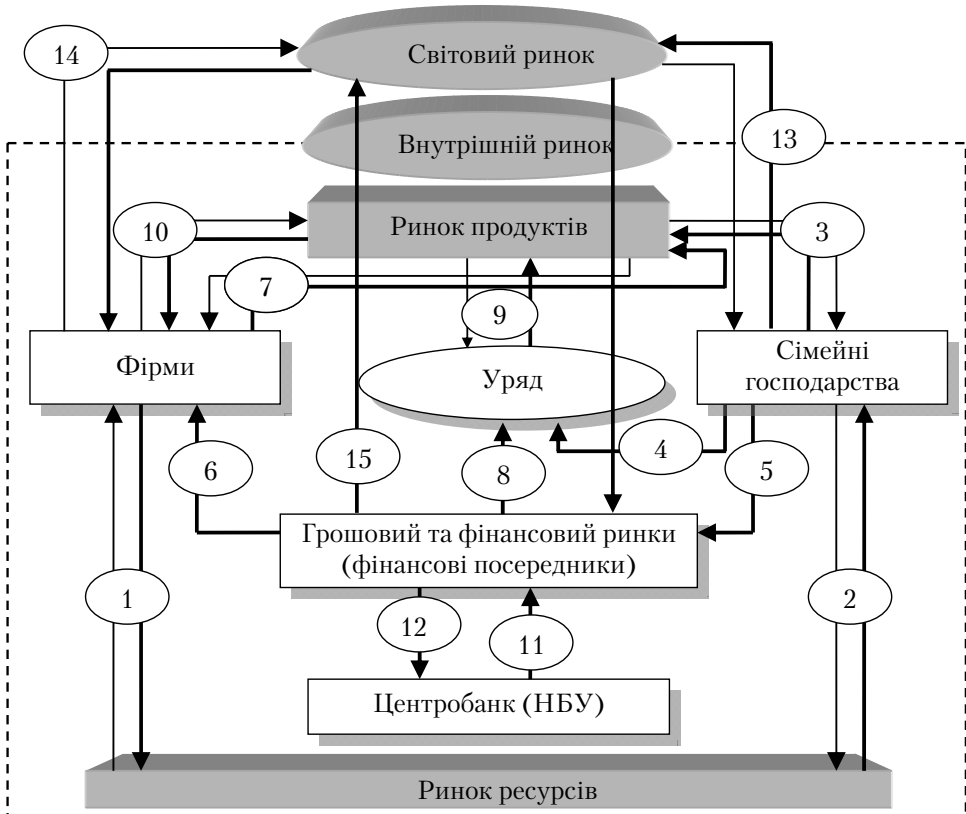 14
Світовий ринок
Внутрішній ринок
13
Ринок продуктів
10
3
7
9
Фірми
Уряд
Сімейні
господарства
6
15
8
4
5
Грошовий та фінансовий ринки
(фінансові посередники)
1
12
11
2
Центробанк (НБУ)
Ринок ресурсів